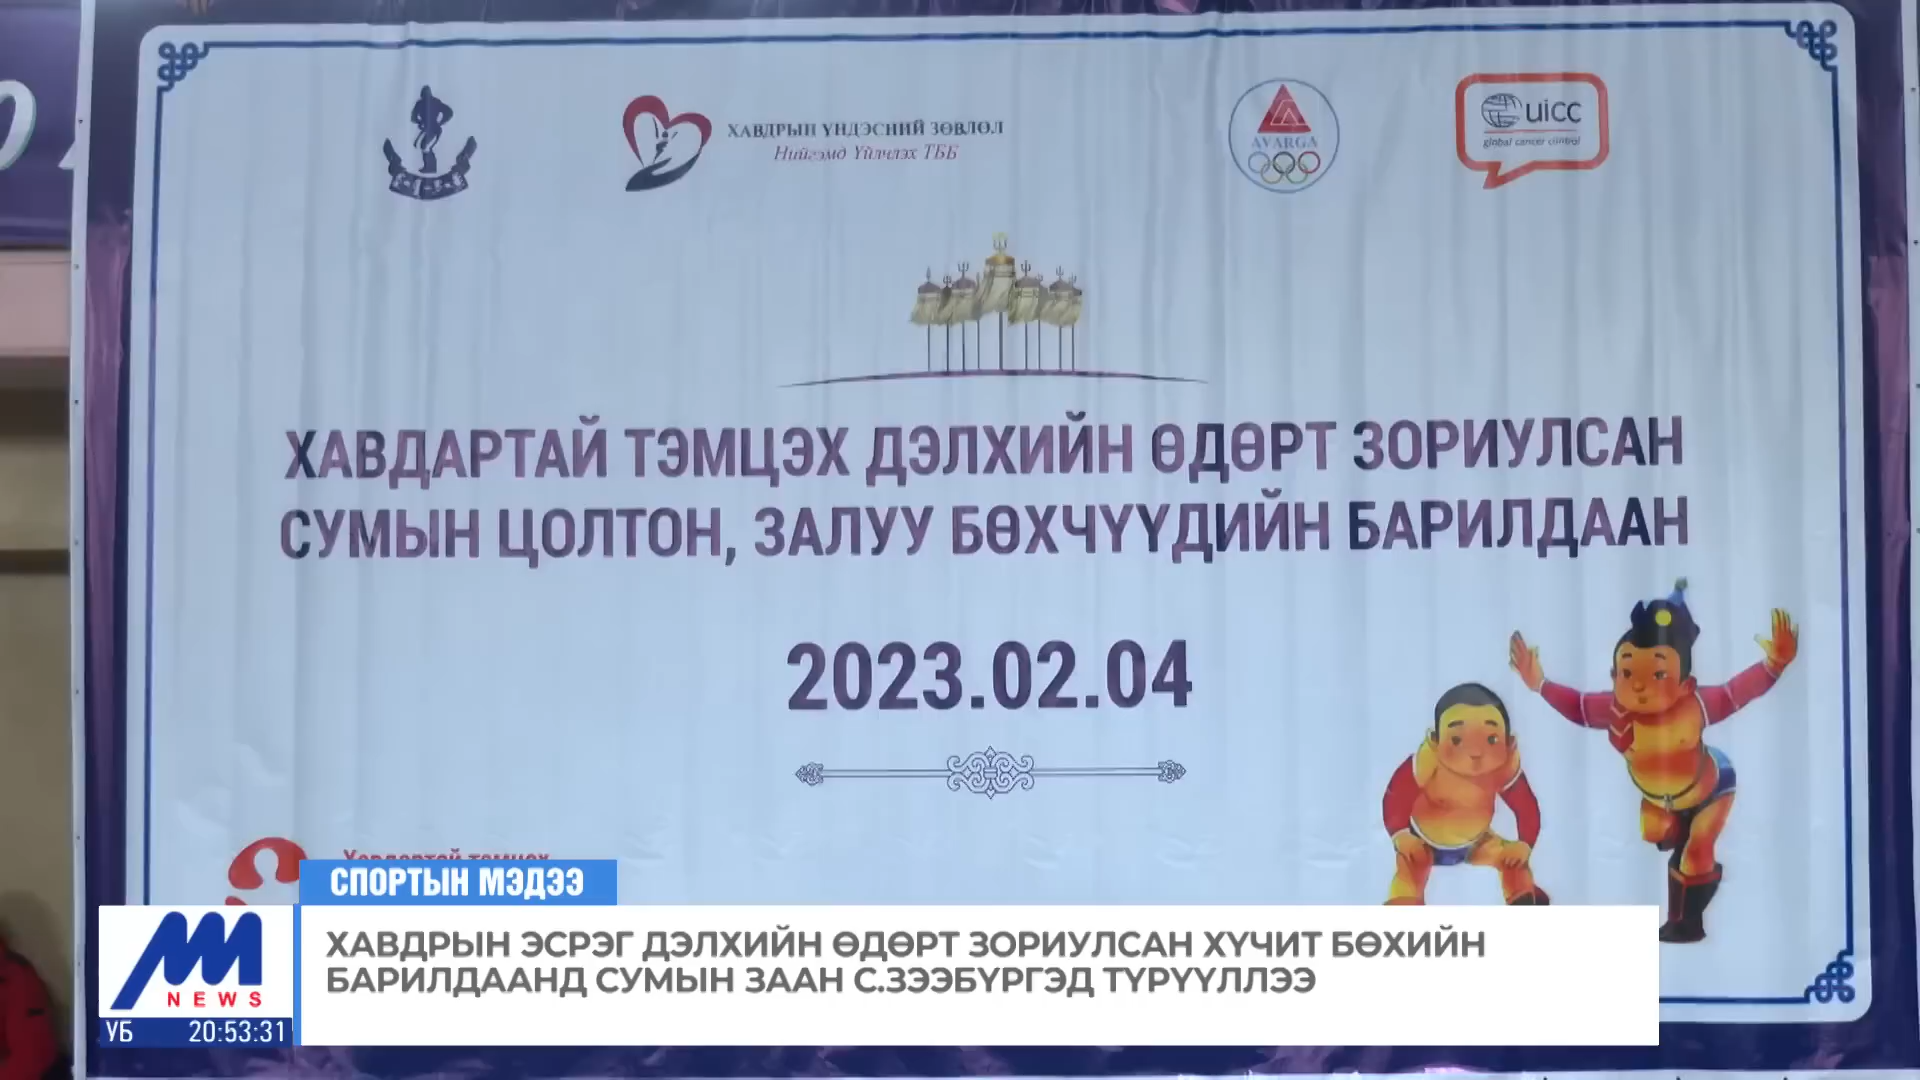 ХАВДРЫН ҮНДЭСНИЙ ЗӨВЛӨЛ
Нийгэмд Үйлчлэх ТББ
AVARGA
uicc
global cancer control
ХАВДАРТАЙ ТЭМЦЭХ ДЭЛХИЙН ӨДӨРТ ЗОРИУЛСАН
СУМЫН ЦОЛТОН, ЗАЛУУ БӨХЧҮҮДИЙН БАРИЛДААН
2023.02.04
Хавдартай тэмцэх
СПОРТЫН МЭДЭЭ
ХАВДРЫН ЭСРЭГ ДЭЛХИЙН ӨДӨРТ ЗОРИУЛСАН ХҮЧИТ БӨХИЙН
БАРИЛДААНД СУМЫН ЗААН С.ЗЭЭБҮРГЭД ТҮРҮҮЛЛЭЭ
NEWS
УБ 20:53:31